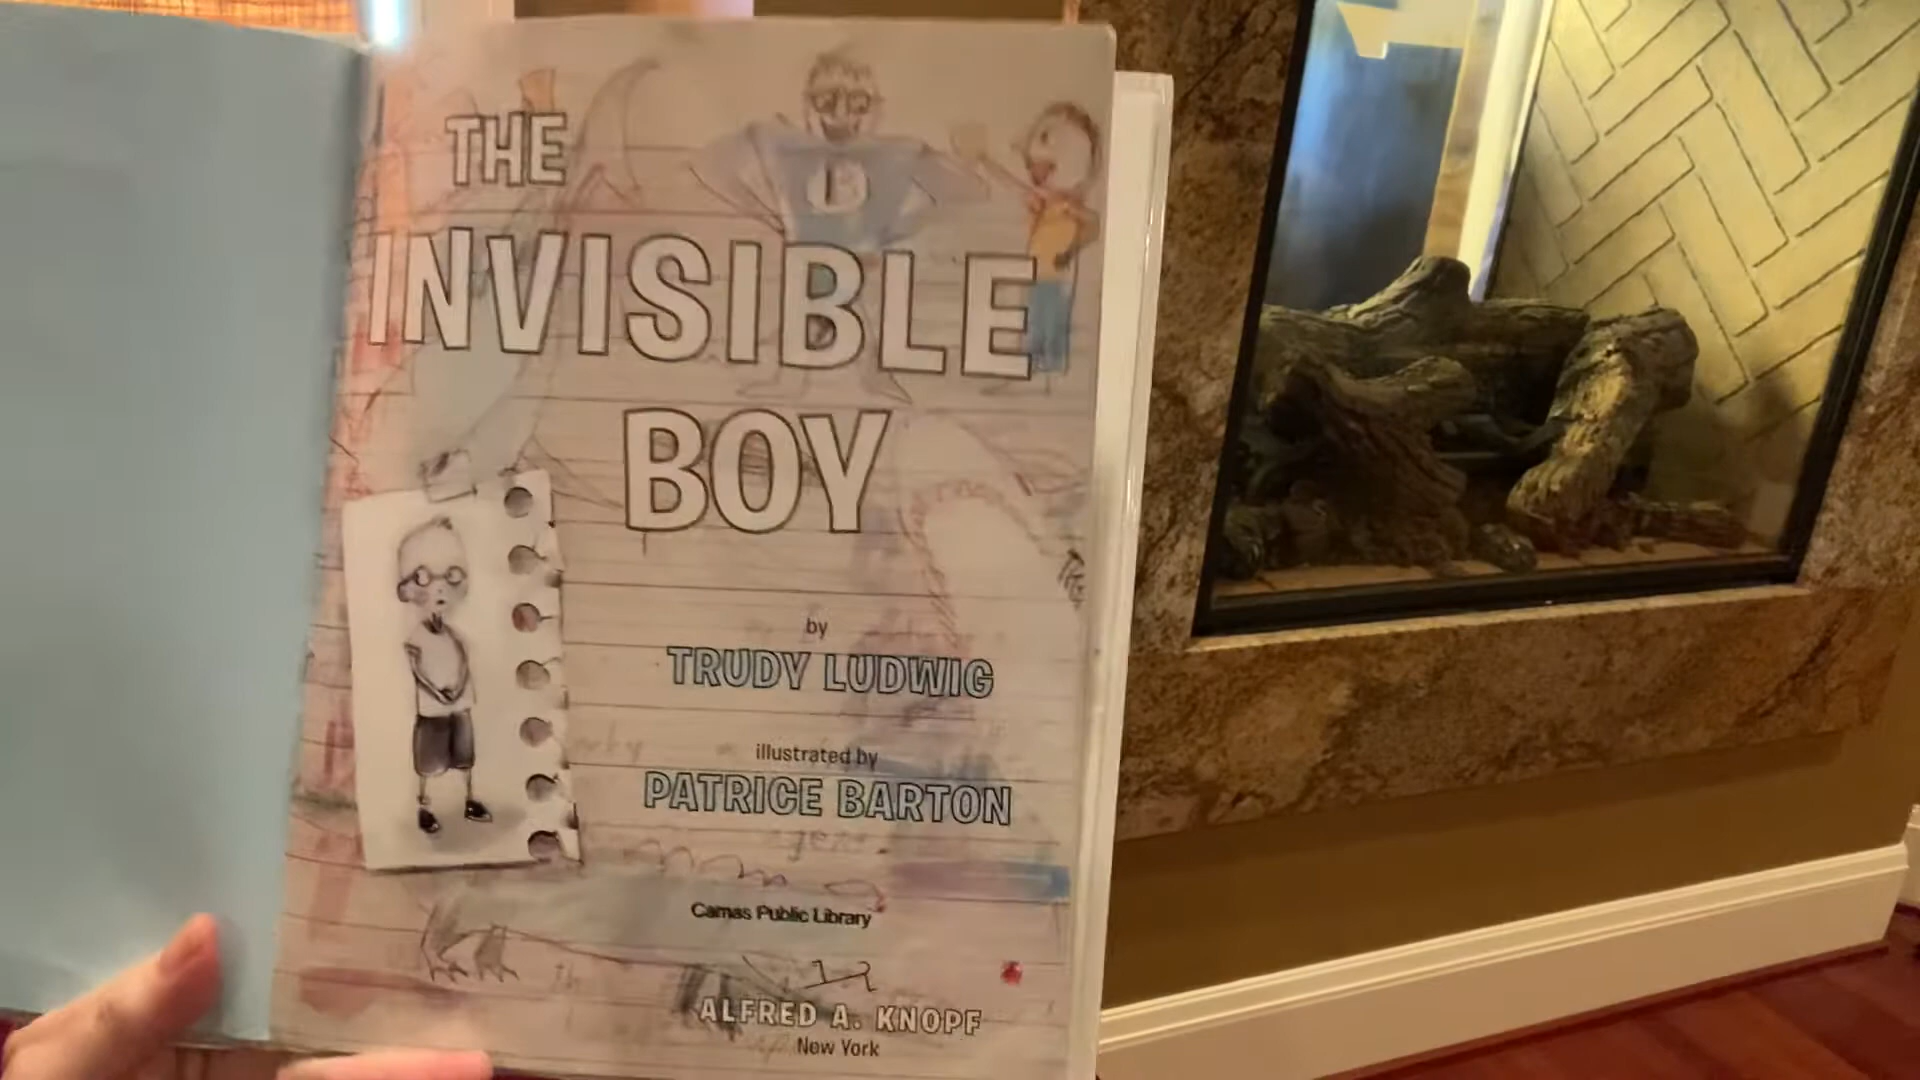 THE
INVISIBLE
BOY
by
TRUDY LUDWIG
illustrated by
PATRICE BARTON
Camas Public Library
ALFRED A. KNOPF
New York